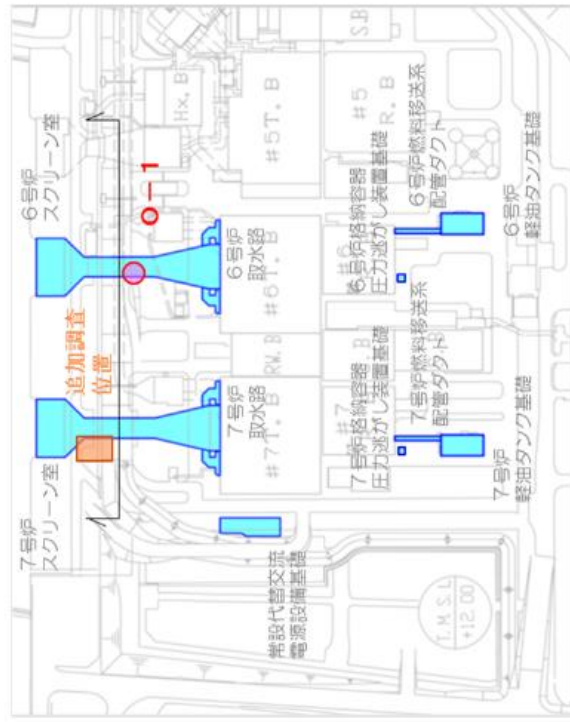 6号炉
スクリーン室
7号炉
スクリーン室
追加調査
位置
O-1
Hx. B
S.B
#5T. B
#5
R. B
6号炉
取水路
#6T. B
7号炉
取水路
RW. B
#7T. B
6号炉格納容器
圧力逃がし装置基礎
6号炉燃料移送系
配管ダクト
6号炉
軽油タンク基礎
7号炉格納容器
圧力逃がし装置基礎
7号炉燃料移送系
配管ダクト
7号炉
軽油タンク基礎
常設代替交流
電源設備基礎
T. M. S. L
+12.00